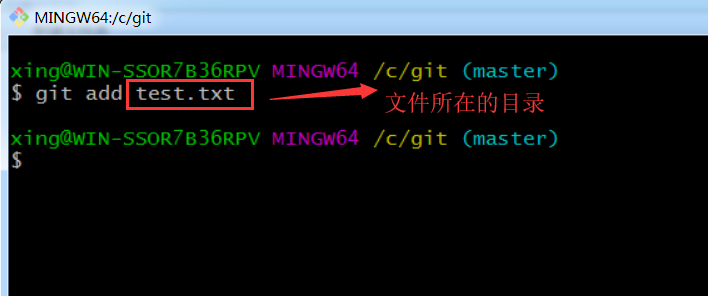 MINGW64:/c/git
xing@WIN-SSOR7B36RPV MINGW64 /c/git (master)
$ git add test.txt
文件所在的目录
xing@WIN-SSOR7B36RPV MINGW64 /c/git (master)
$